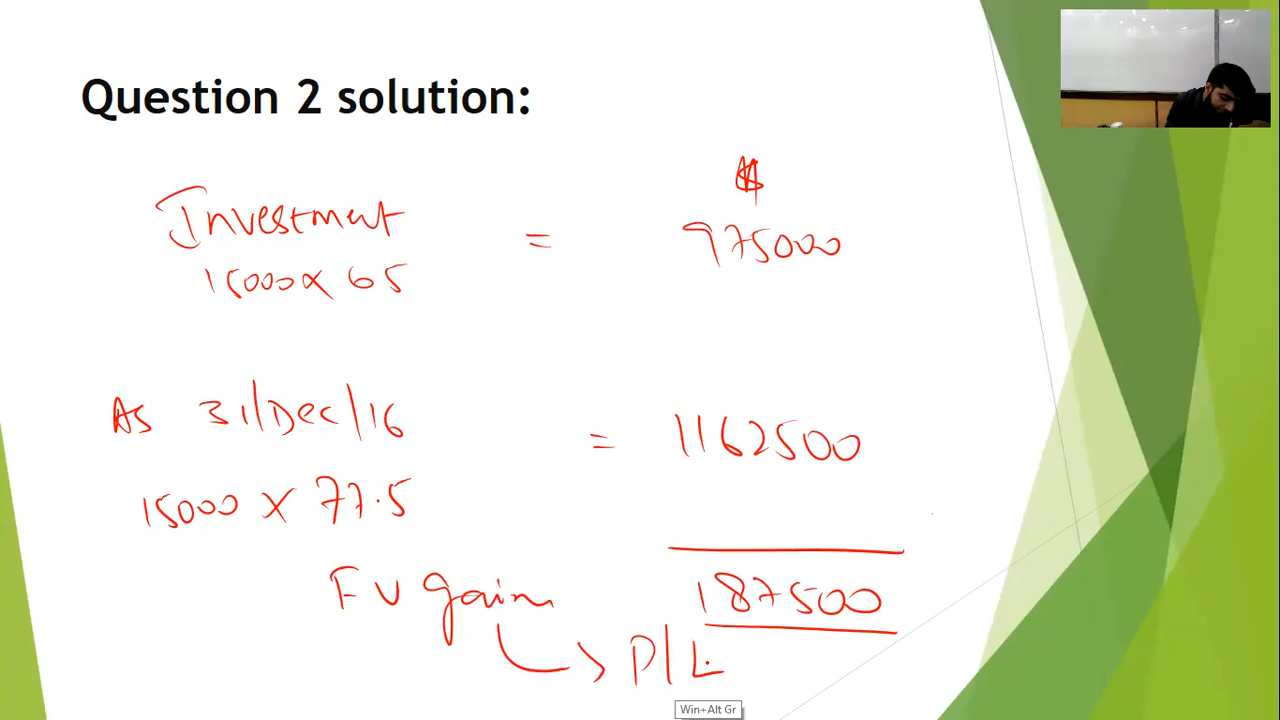 Question 2 solution:
$
Investment = 975000
15000 x 65
As 31/Dec/16 = 1162500
15000 x 77.5
FV gain 187500
P/L
Win+Alt Gr